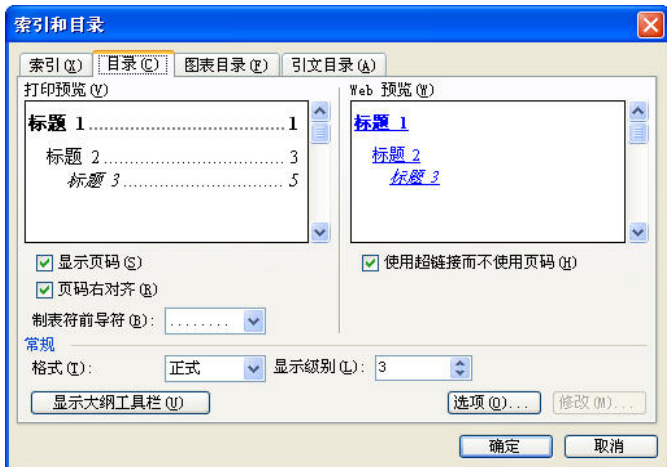 索引和目录
索引(X) 目录(C) 图表目录(F) 引文目录(A)
打印预览(V)
标题 1........................................1
标题 2....................................3
标题 3................................5
Web 预览(W)
标题 1
标题 2
标题 3
显示页码(S)
页码右对齐(R)
使用超链接而不使用页码(H)
制表符前导符(B): ........
常规
格式(T): 正式 显示级别(L): 3
显示大纲工具栏(U) 选项(O)... 修改(M)...
确定 取消